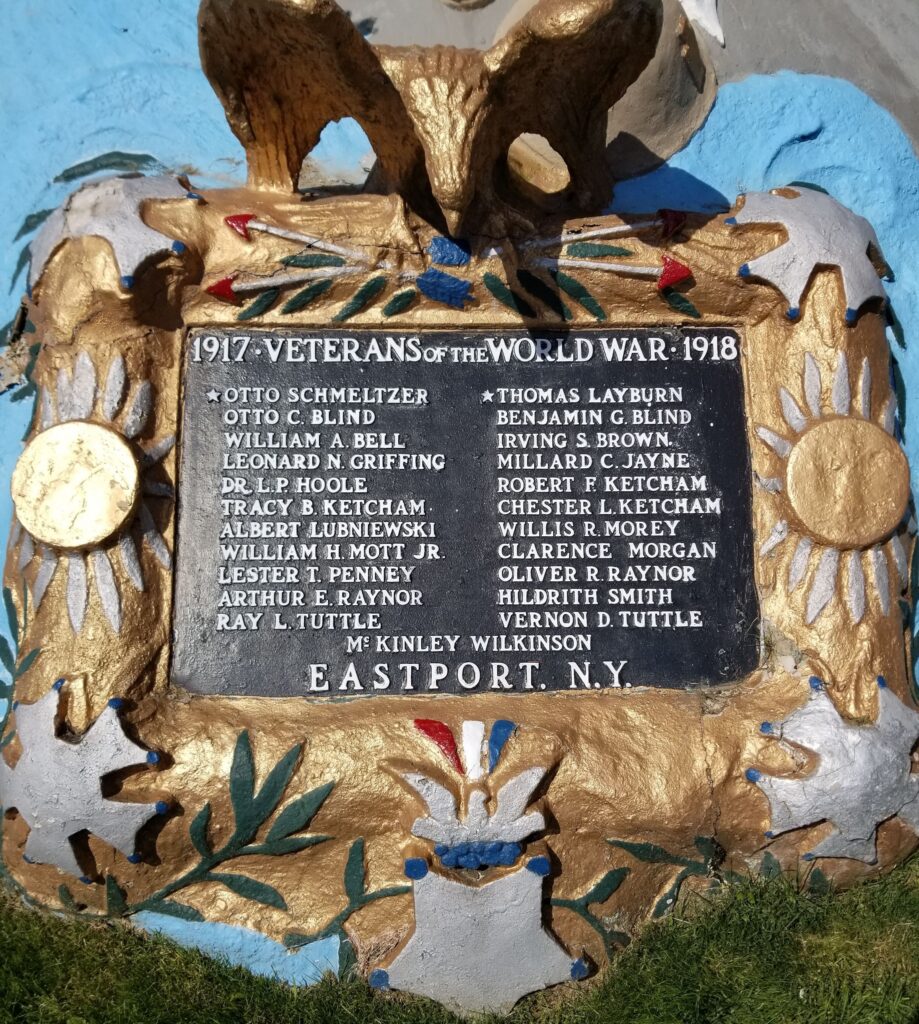 1917 · VETERANS OF THE WORLD WAR · 1918
★ OTTO SCHMELTZER
OTTO C. BLIND
WILLIAM A. BELL
LEONARD N. GRIFFING
DR. L. P. HOOLE
TRACY B. KETCHAM
ALBERT LUBNIEWSKI
WILLIAM H. MOTT JR.
LESTER T. PENNEY
ARTHUR E. RAYNOR
RAY L. TUTTLE
★ THOMAS LAYBURN
BENJAMIN G. BLIND
IRVING S. BROWN.
MILLARD C. JAYNE
ROBERT F. KETCHAM
CHESTER L. KETCHAM
WILLIS R. MOREY
CLARENCE MORGAN
OLIVER R. RAYNOR
HILDRITH SMITH
VERNON D. TUTTLE
Mc KINLEY WILKINSON
EASTPORT, N.Y.